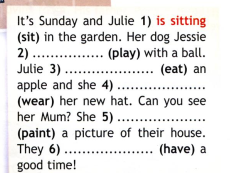 It's Sunday and Julie 1) is sitting
(sit) in the garden. Her dog Jessie
2) ................ (play) with a ball.
Julie 3) .................... (eat) an
apple and she 4) ....................
(wear) her new hat. Can you see
her Mum? She 5) ....................
(paint) a picture of their house.
They 6) .................... (have) a
good time!